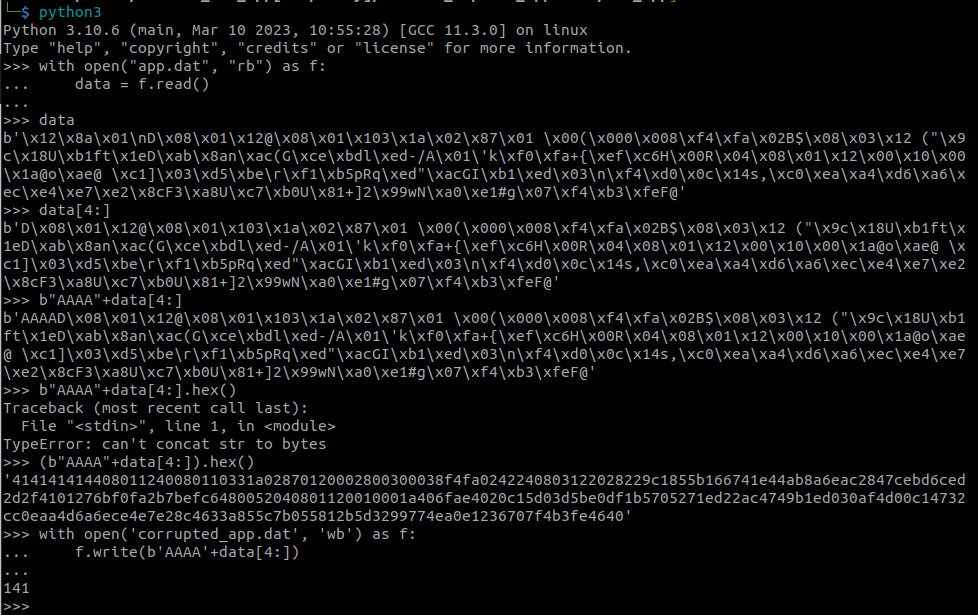 └─$ python3
Python 3.10.6 (main, Mar 10 2023, 10:55:28) [GCC 11.3.0] on linux
Type "help", "copyright", "credits" or "license" for more information.
>>> with open("app.dat", "rb") as f:
...     data = f.read()
...
>>> data
b'\x12\x8a\x01\nD\x08\x01\x12@\x08\x01\x103\x1a\x02\x87\x01 \x00(\x000\x008\xf4\xfa\x02B$\x08\x03\x12 ("\x9
c\x18U\xb1ft\x1eD\xab\x8an\xac(G\xce\xbdl\xed-/A\x01\'k\xf0\xfa+{\xef\xc6H\x00R\x04\x08\x01\x12\x00\x10\x00
\x1a@o\xae@ \xc1]\x03\xd5\xbe\r\xf1\xb5pRq\xed"\xacGI\xb1\xed\x03\n\xf4\xd0\x0c\x14s,\xc0\xea\xa4\xd6\xa6\x
ec\xe4\xe7\xe2\x8cF3\xa8U\xc7\xb0U\x81+]2\x99wN\xa0\xe1#g\x07\xf4\xb3\xfeF@'
>>> data[4:]
b'D\x08\x01\x12@\x08\x01\x103\x1a\x02\x87\x01 \x00(\x000\x008\xf4\xfa\x02B$\x08\x03\x12 ("\x9c\x18U\xb1ft\x
1eD\xab\x8an\xac(G\xce\xbdl\xed-/A\x01\'k\xf0\xfa+{\xef\xc6H\x00R\x04\x08\x01\x12\x00\x10\x00\x1a@o\xae@ \x
c1]\x03\xd5\xbe\r\xf1\xb5pRq\xed"\xacGI\xb1\xed\x03\n\xf4\xd0\x0c\x14s,\xc0\xea\xa4\xd6\xa6\xec\xe4\xe7\xe2
\x8cF3\xa8U\xc7\xb0U\x81+]2\x99wN\xa0\xe1#g\x07\xf4\xb3\xfeF@'
>>> b"AAAA"+data[4:]
b'AAAAD\x08\x01\x12@\x08\x01\x103\x1a\x02\x87\x01 \x00(\x000\x008\xf4\xfa\x02B$\x08\x03\x12 ("\x9c\x18U\xb1
ft\x1eD\xab\x8an\xac(G\xce\xbdl\xed-/A\x01\'k\xf0\xfa+{\xef\xc6H\x00R\x04\x08\x01\x12\x00\x10\x00\x1a@o\xae
@ \xc1]\x03\xd5\xbe\r\xf1\xb5pRq\xed"\xacGI\xb1\xed\x03\n\xf4\xd0\x0c\x14s,\xc0\xea\xa4\xd6\xa6\xec\xe4\xe7
\xe2\x8cF3\xa8U\xc7\xb0U\x81+]2\x99wN\xa0\xe1#g\x07\xf4\xb3\xfeF@'
>>> b"AAAA"+data[4:].hex()
Traceback (most recent call last):
  File "<stdin>", line 1, in <module>
TypeError: can't concat str to bytes
>>> (b"AAAA"+data[4:]).hex()
'414141414408011240080110331a0287012000280030003​8f4fa0242240803122028229c1855b166741e44ab8a6eac2847cebd6ced
2d2f4101276bf0fa2b7befc64800520408011200100​01a406fae4020c15d03d5be0df1b5705271ed22ac4749b1ed030af4d00c14732
cc0eaa4d6a6ece4e7e28c4633a855c7b055812b5d3299774ea0e1236707f4b3fe4640'
>>> with open('corrupted_app.dat', 'wb') as f:
...     f.write(b'AAAA'+data[4:])
...
141
>>>